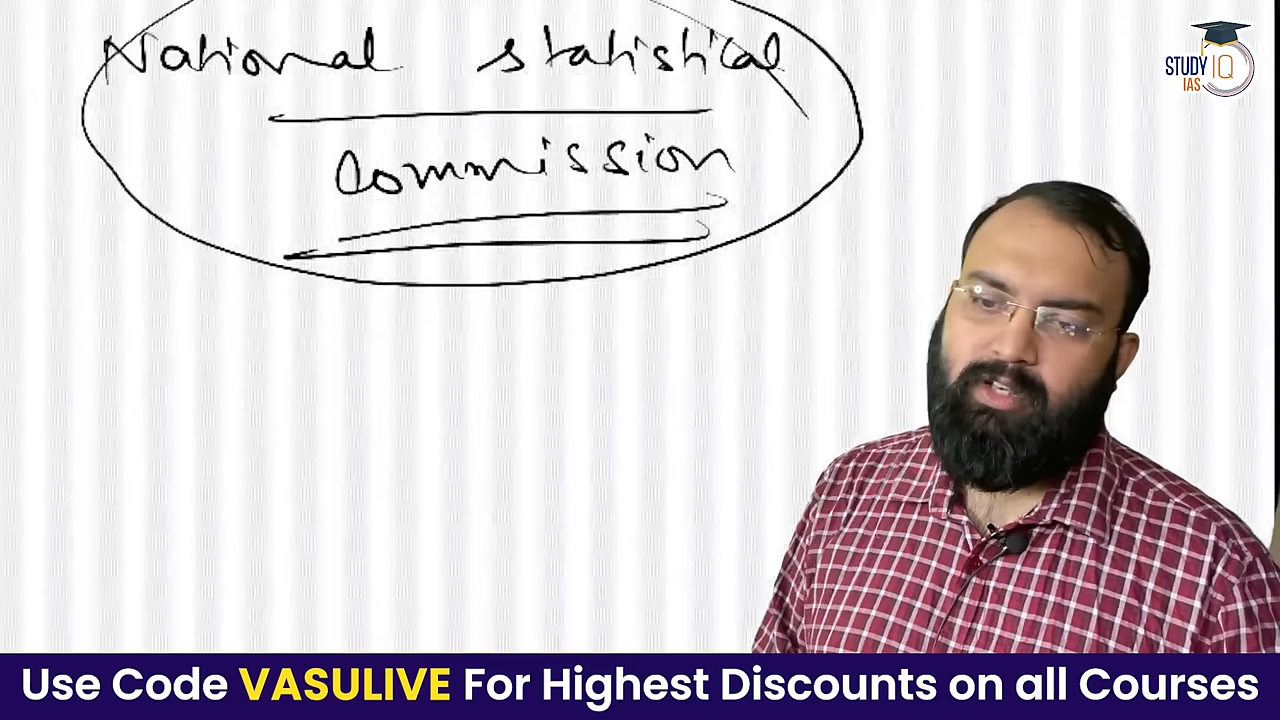 National statistical
commission
STUDY IQ
IAS
Use Code VASULIVE For Highest Discounts on all Courses